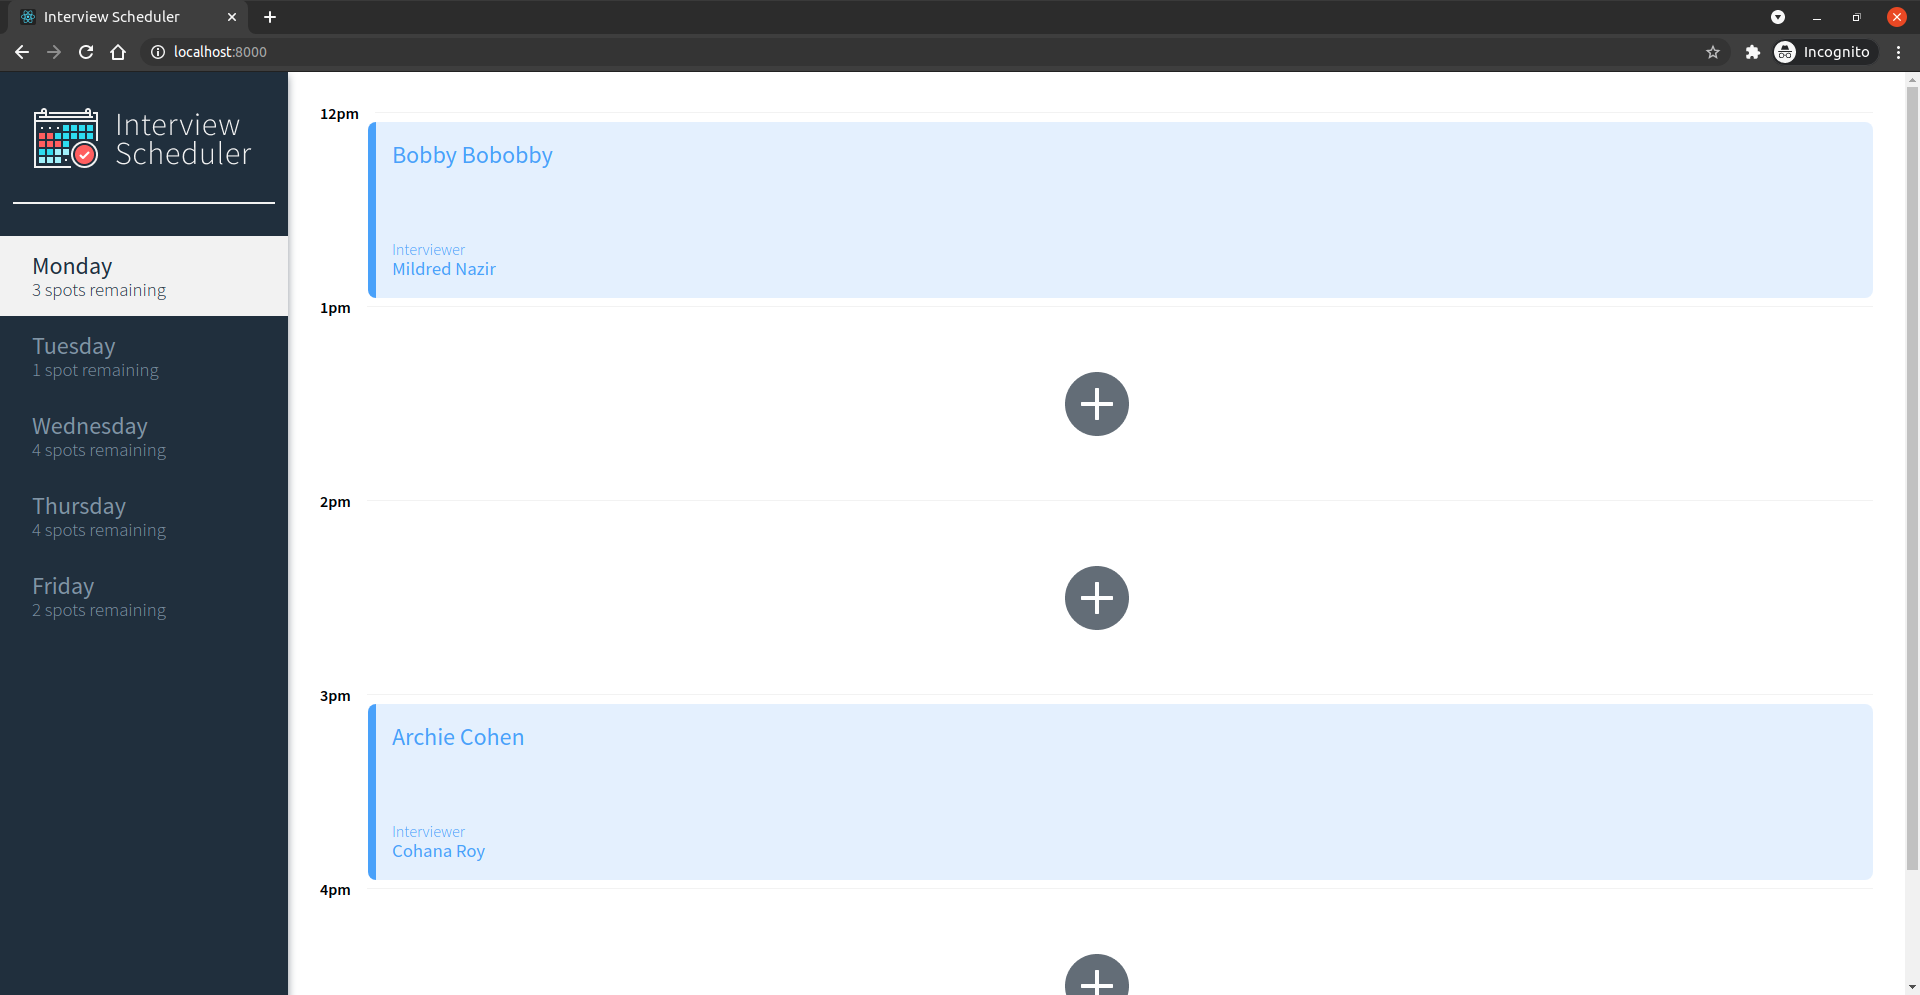 Interview Scheduler
localhost:8000
Incognito
Interview
Scheduler
Monday
3 spots remaining
Tuesday
1 spot remaining
Wednesday
4 spots remaining
Thursday
4 spots remaining
Friday
2 spots remaining
12pm
Bobby Bobobby
Interviewer
Mildred Nazir
1pm
2pm
3pm
Archie Cohen
Interviewer
Cohana Roy
4pm